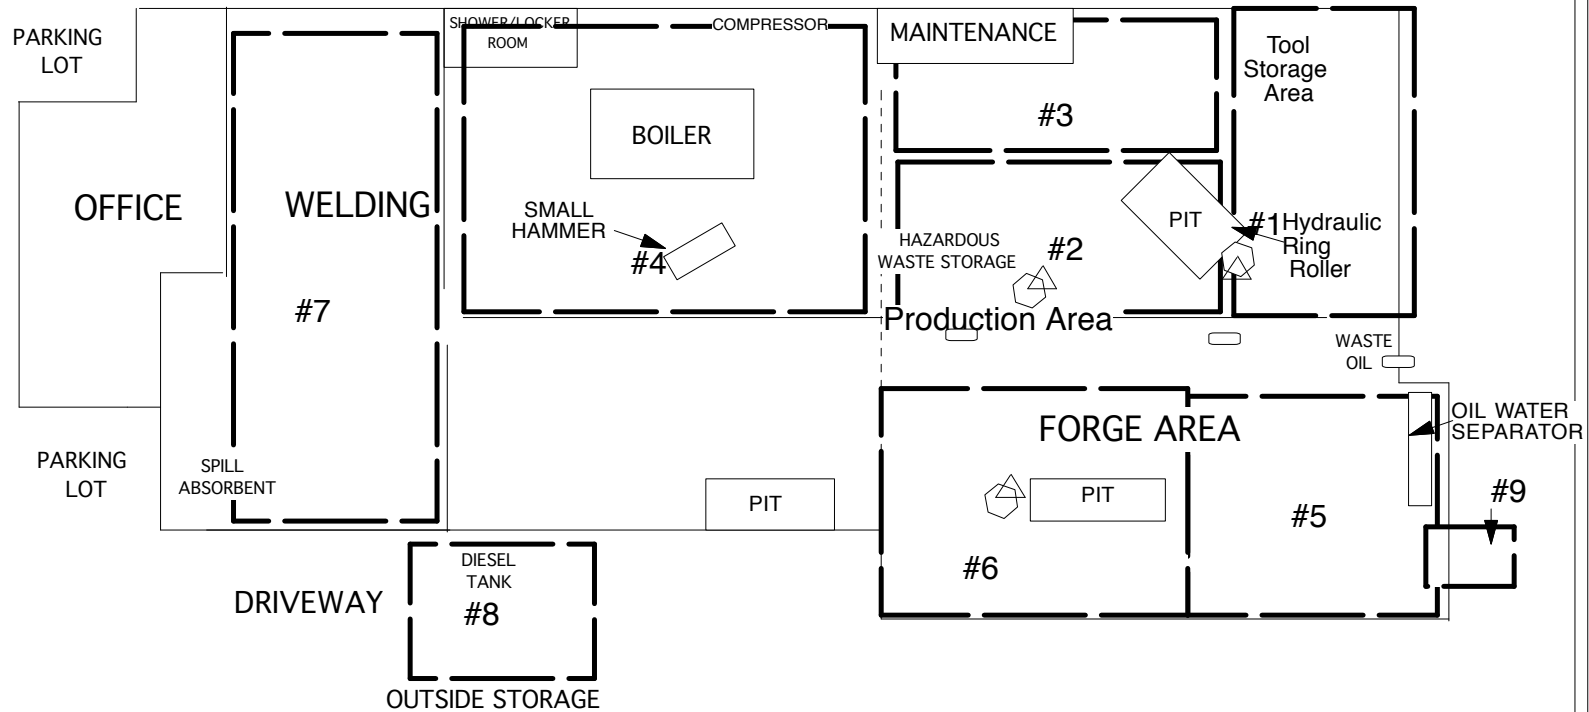 PARKING
LOT
SHOWER/LOCKER
ROOM
COMPRESSOR
MAINTENANCE
Tool
Storage
Area
#3
BOILER
OFFICE
WELDING
SMALL
HAMMER
#4
HAZARDOUS
WASTE STORAGE
#2
PIT
#1 Hydraulic
Ring
Roller
#7
Production Area
WASTE
OIL
FORGE AREA
OIL WATER
SEPARATOR
PARKING
LOT
SPILL
ABSORBENT
PIT
PIT
#5
#9
#6
DIESEL
TANK
#8
DRIVEWAY
OUTSIDE STORAGE